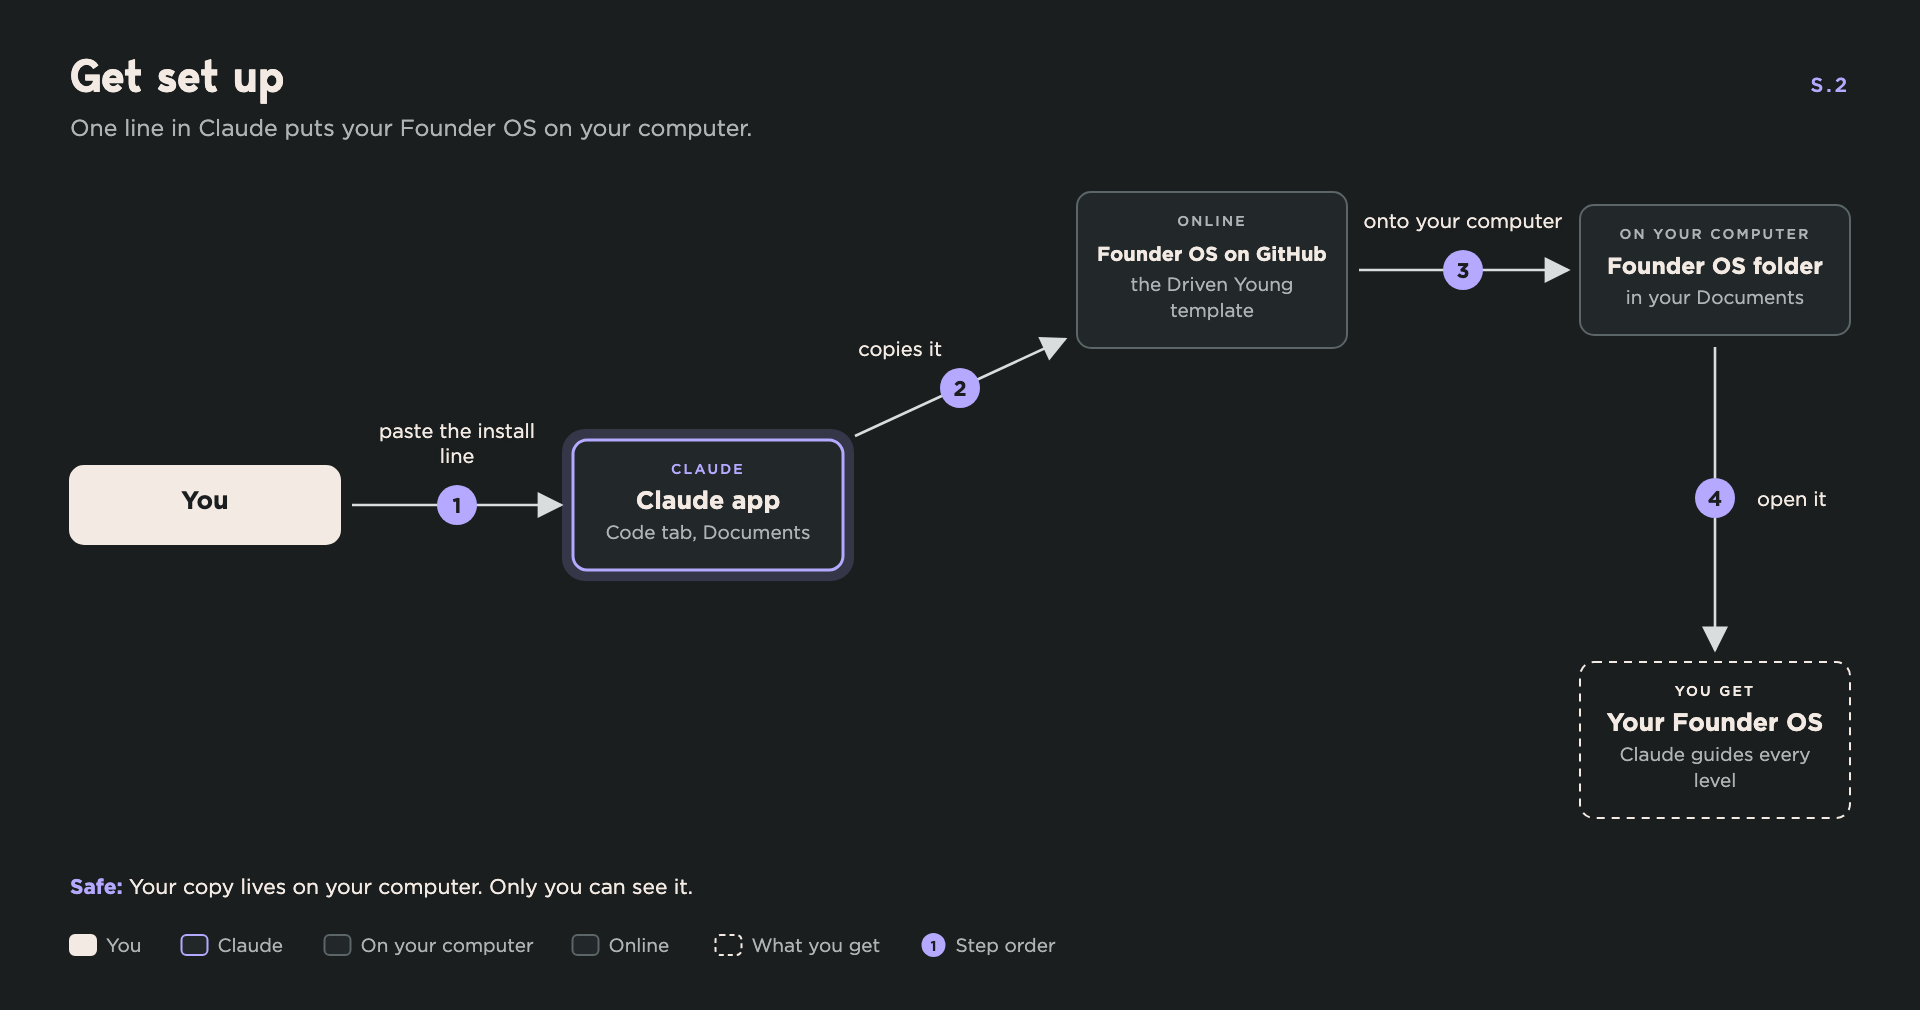 Get set up
S.2
One line in Claude puts your Founder OS on your computer.
ONLINE
Founder OS on GitHub
the Driven Young
template
onto your computer
3
ON YOUR COMPUTER
Founder OS folder
in your Documents
copies it
2
paste the install
line
1
You
CLAUDE
Claude app
Code tab, Documents
4
open it
YOU GET
Your Founder OS
Claude guides every
level
Safe: Your copy lives on your computer. Only you can see it.
You
Claude
On your computer
Online
What you get
1
Step order